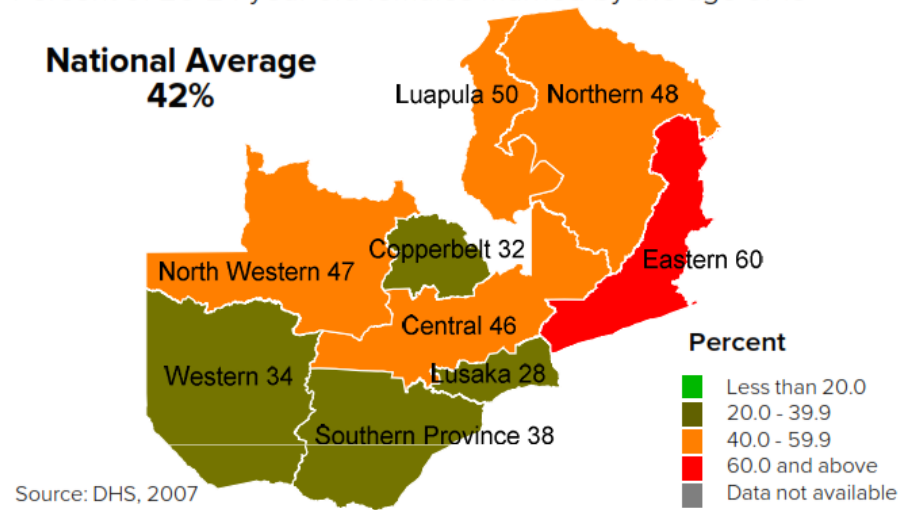 National Average
42%
Luapula 50
Northern 48
Copperbelt 32
Eastern 60
North Western 47
Central 46
Western 34
Lusaka 28
Southern Province 38
Percent
Less than 20.0
20.0 - 39.9
40.0 - 59.9
60.0 and above
Data not available
Source: DHS, 2007